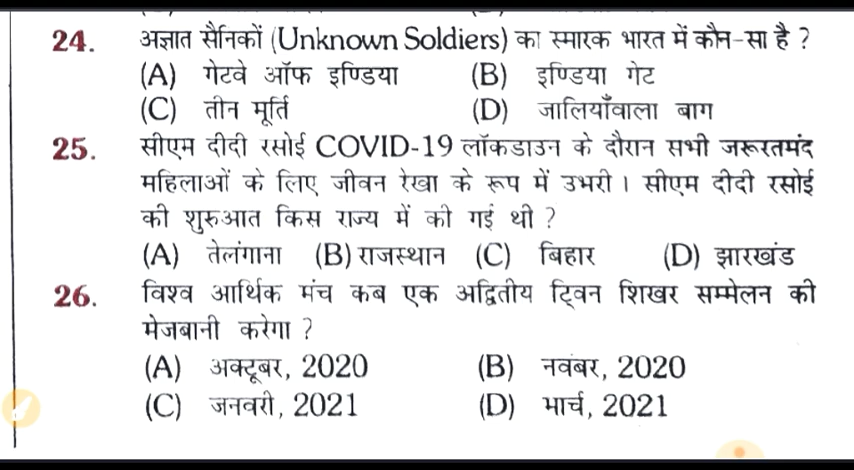 24. अज्ञात सैनिकों (Unknown Soldiers) का स्मारक भारत में कौन-सा है ?
(A) गेटवे ऑफ इण्डिया (B) इण्डिया गेट
(C) तीन मूर्ति (D) जालियाँवाला बाग
25. सीएम दीदी रसोई COVID-19 लॉकडाउन के दौरान सभी जरूरतमंद
महिलाओं के लिए जीवन रेखा के रूप में उभरी । सीएम दीदी रसोई
की शुरुआत किस राज्य में की गई थी ?
(A) तेलंगाना (B) राजस्थान (C) बिहार (D) झारखंड
26. विश्व आर्थिक मंच कब एक अद्वितीय ट्विन शिखर सम्मेलन की
मेजबानी करेगा ?
(A) अक्टूबर, 2020 (B) नवंबर, 2020
(C) जनवरी, 2021 (D) मार्च, 2021